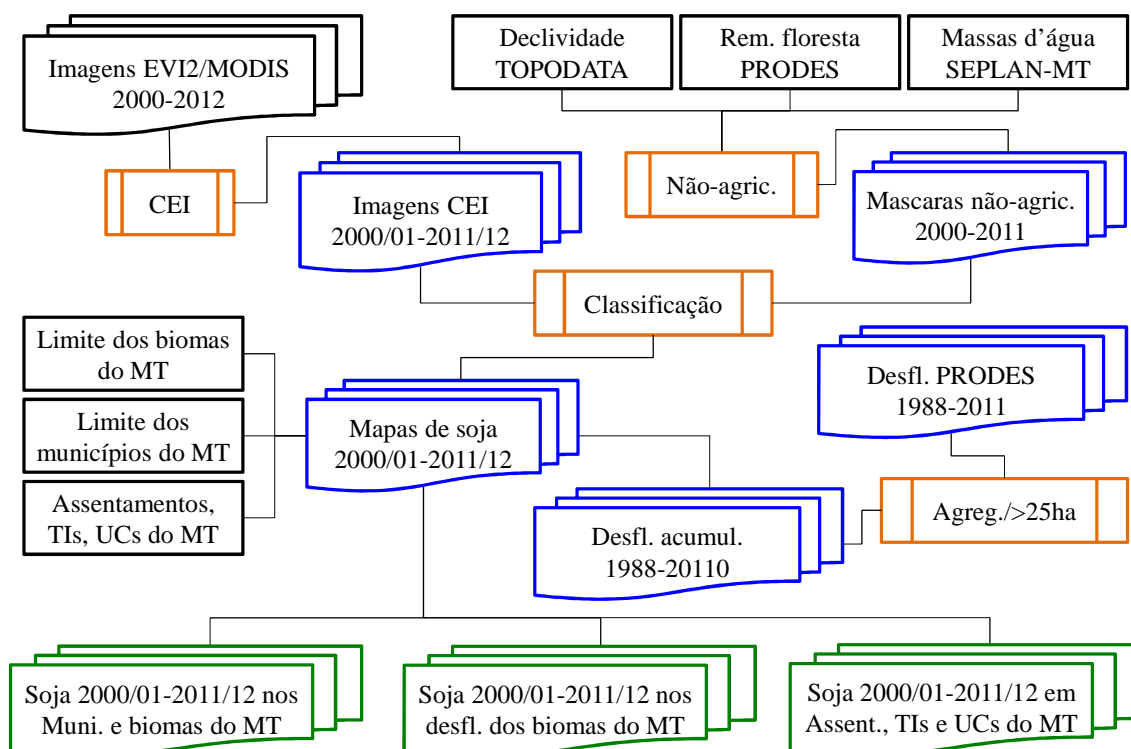 Imagens EVI2/MODIS
2000-2012
Declividade
TOPODATA
Rem. floresta
PRODES
Massas d’água
SEPLAN-MT
CEI
Imagens CEI
2000/01-2011/12
Não-agric.
Mascaras não-agric.
2000-2011
Classificação
Limite dos biomas
do MT
Limite dos
municípios do MT
Assentamentos,
TIs, UCs do MT
Mapas de soja
2000/01-2011/12
Desfl. PRODES
1988-2011
Agreg./>25ha
Desfl. acumul.
1988-20110
Soja 2000/01-2011/12 nos
Muni. e biomas do MT
Soja 2000/01-2011/12 nos
desfl. dos biomas do MT
Soja 2000/01-2011/12 em
Assent., TIs e UCs do MT